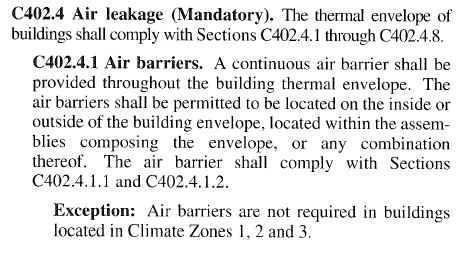 C402.4 Air leakage (Mandatory). The thermal envelope of
buildings shall comply with Sections C402.4.1 through C402.4.8.
C402.4.1 Air barriers. A continuous air barrier shall be
provided throughout the building thermal envelope. The
air barriers shall be permitted to be located on the inside or
outside of the building envelope, located within the assem-
blies composing the envelope, or any combination
thereof. The air barrier shall comply with Sections
C402.4.1.1 and C402.4.1.2.
Exception: Air barriers are not required in buildings
located in Climate Zones 1, 2 and 3.